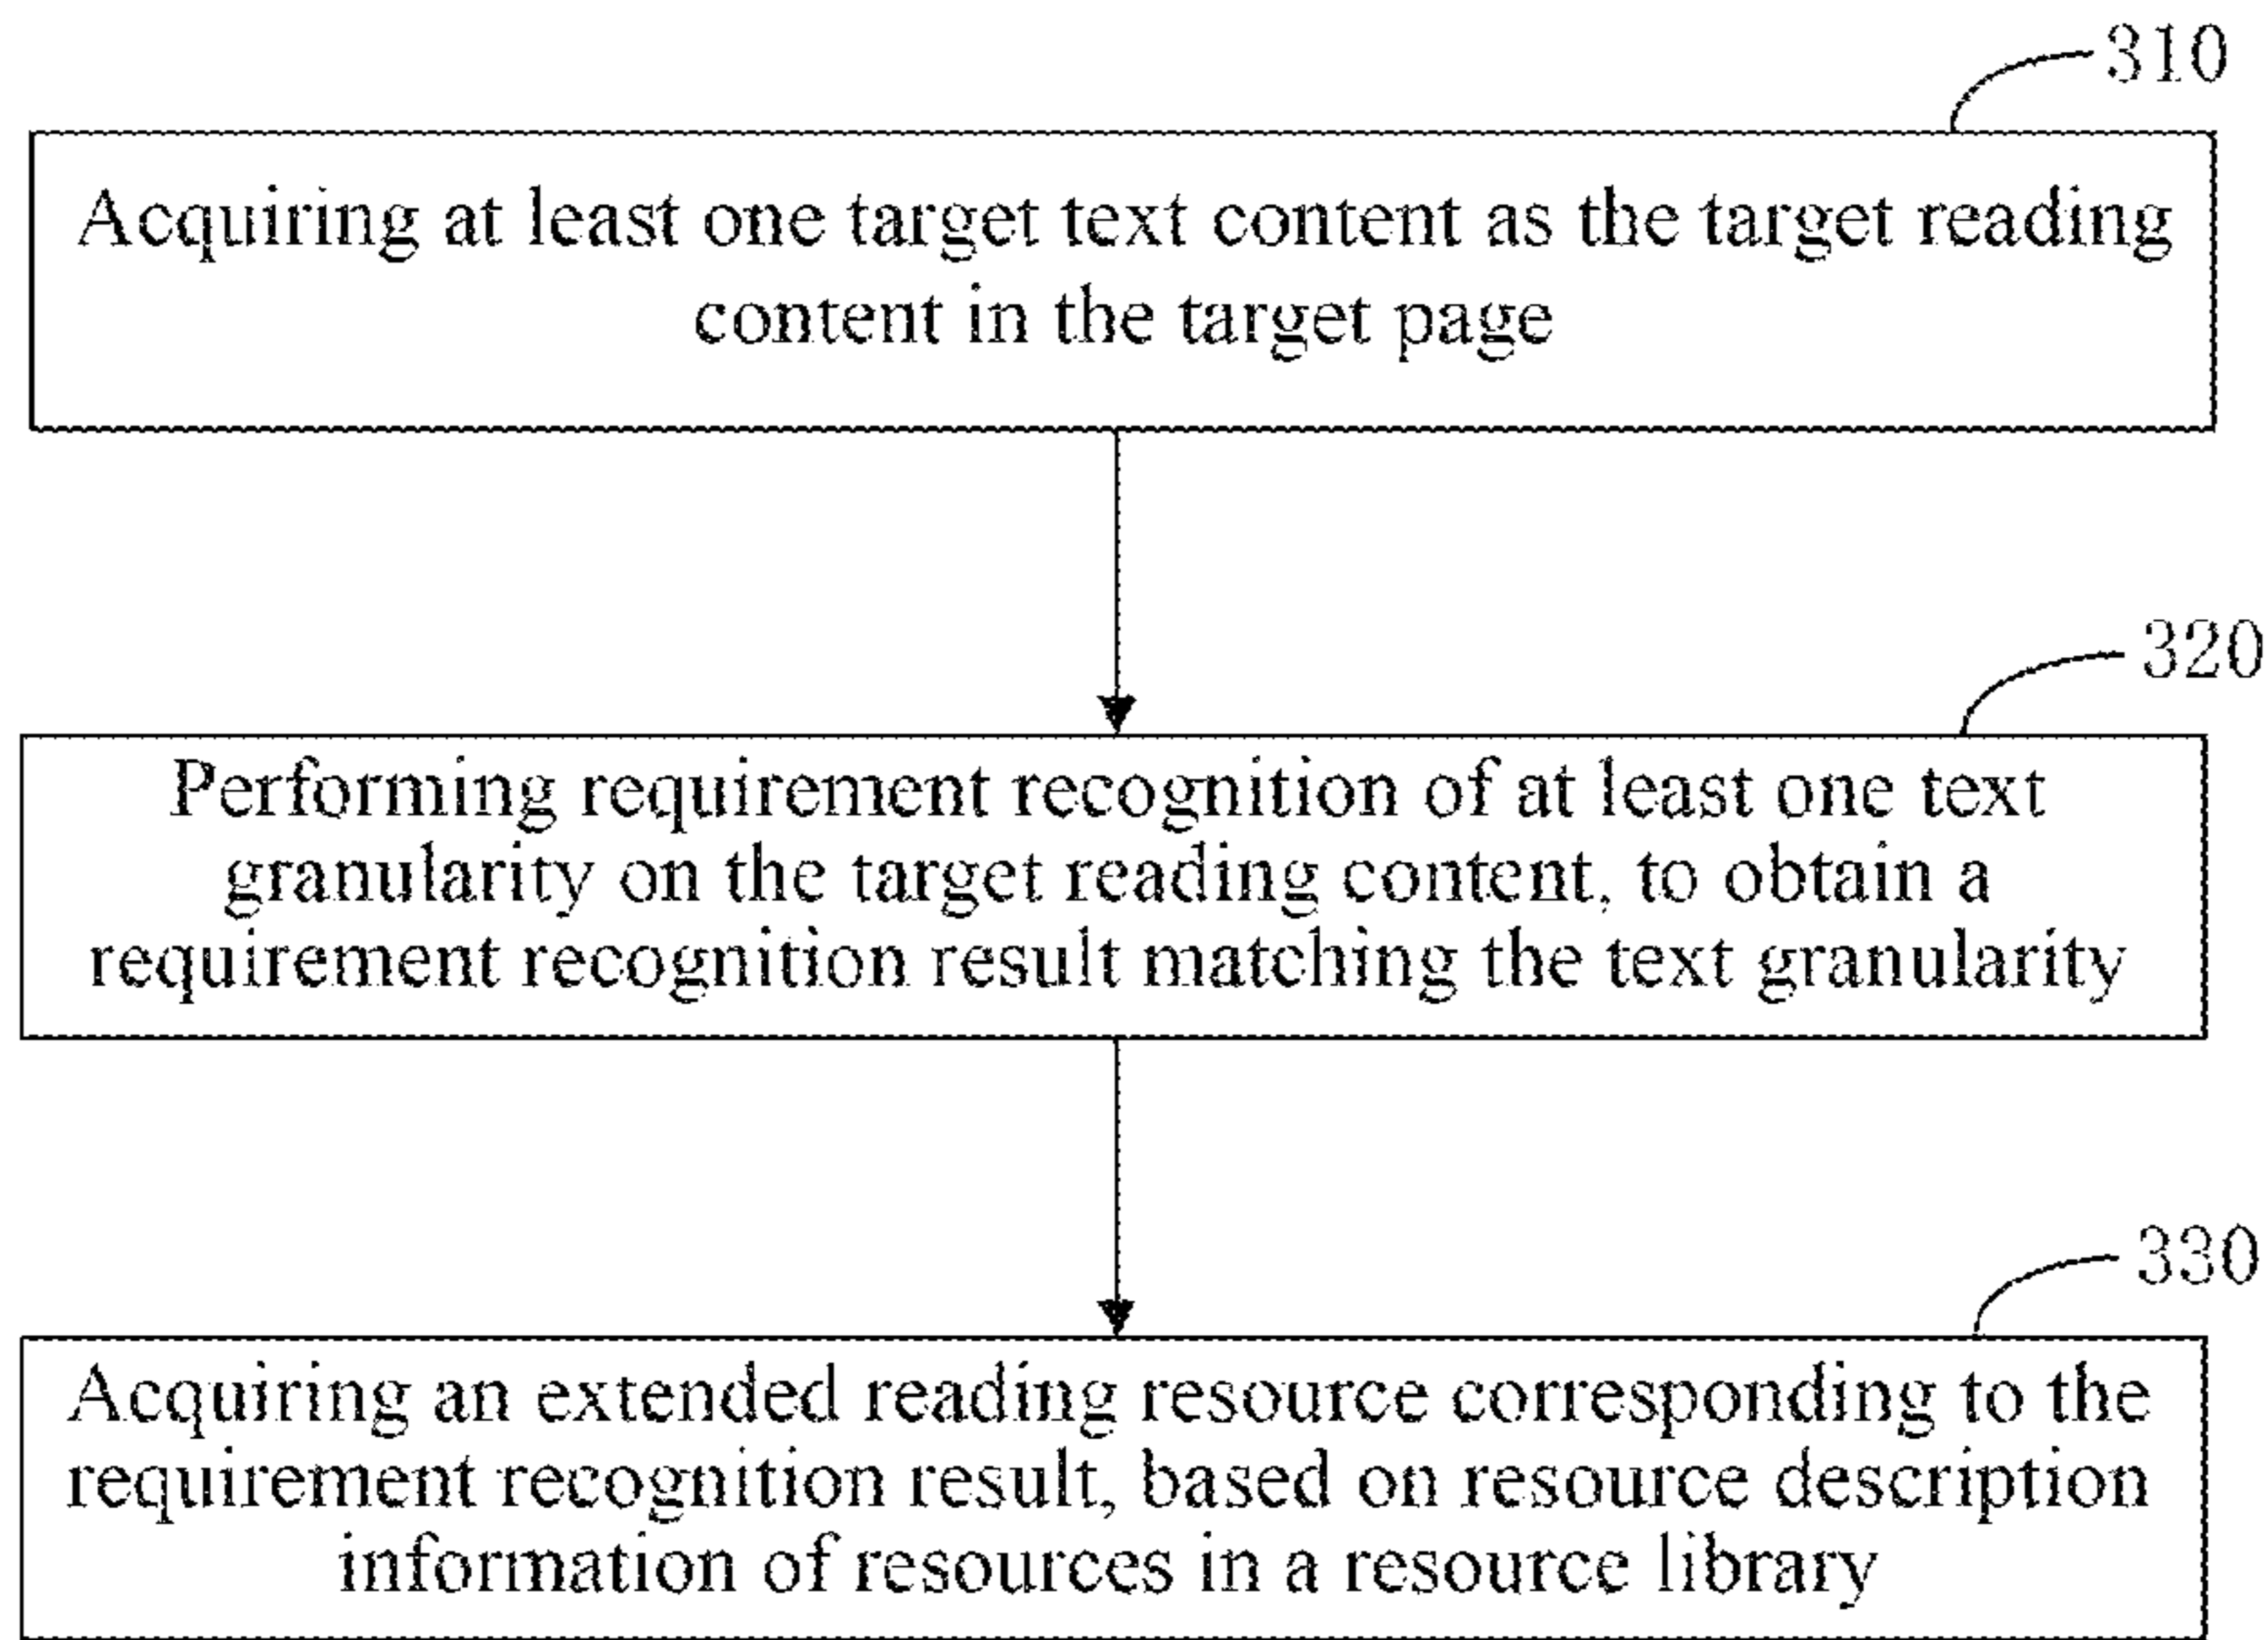 310
Acquiring at least one target text content as the target reading
content in the target page
320
Performing requirement recognition of at least one text
granularity on the target reading content, to obtain a
requirement recognition result matching the text granularity
330
Acquiring an extended reading resource corresponding to the
requirement recognition result, based on resource description
information of resources in a resource library